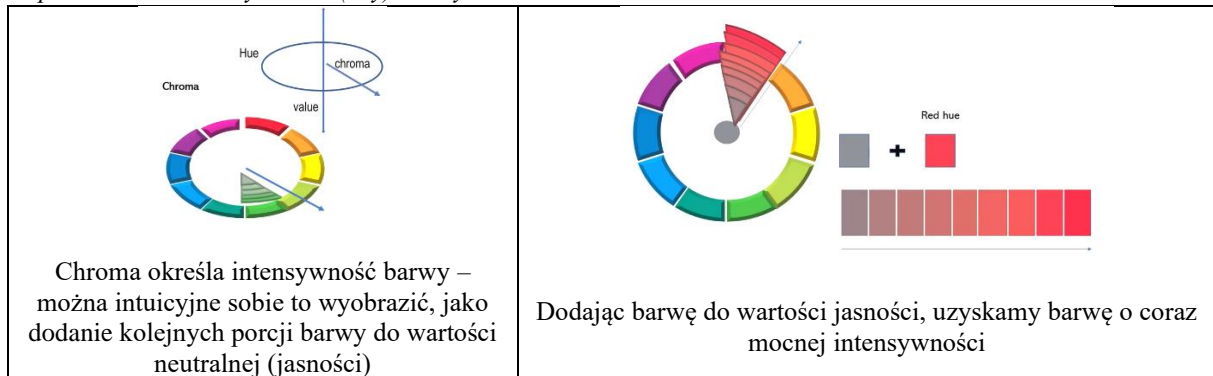 Hue
chroma
Chroma
value
Chroma określa intensywność barwy –
można intuicyjne sobie to wyobrazić, jako
dodanie kolejnych porcji barwy do wartości
neutralnej (jasności)
Red hue
+
Dodając barwę do wartości jasności, uzyskamy barwę o coraz
mocnej intensywności